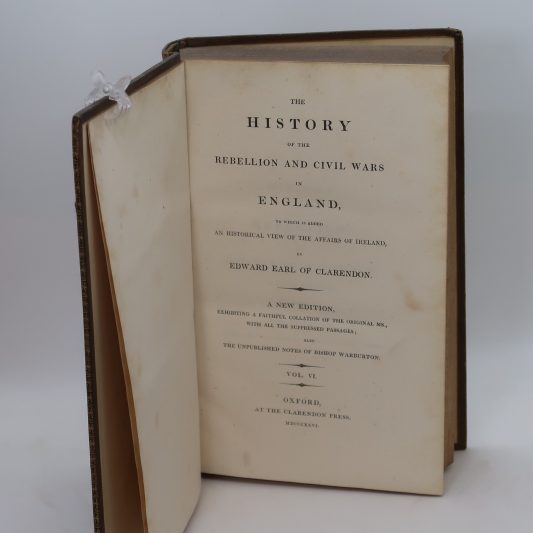 THE
HISTORY
OF THE
REBELLION AND CIVIL WARS
IN
ENGLAND,
TO WHICH IS ADDED
AN HISTORICAL VIEW OF THE AFFAIRS OF IRELAND,
BY
EDWARD EARL OF CLARENDON.
A NEW EDITION,
EXHIBITING A FAITHFUL COLLATION OF THE ORIGINAL MS.,
WITH ALL THE SUPPRESSED PASSAGES;
ALSO
THE UNPUBLISHED NOTES OF BISHOP WARBURTON.
VOL. VI.
OXFORD,
AT THE CLARENDON PRESS.
MDCCCXXVI.